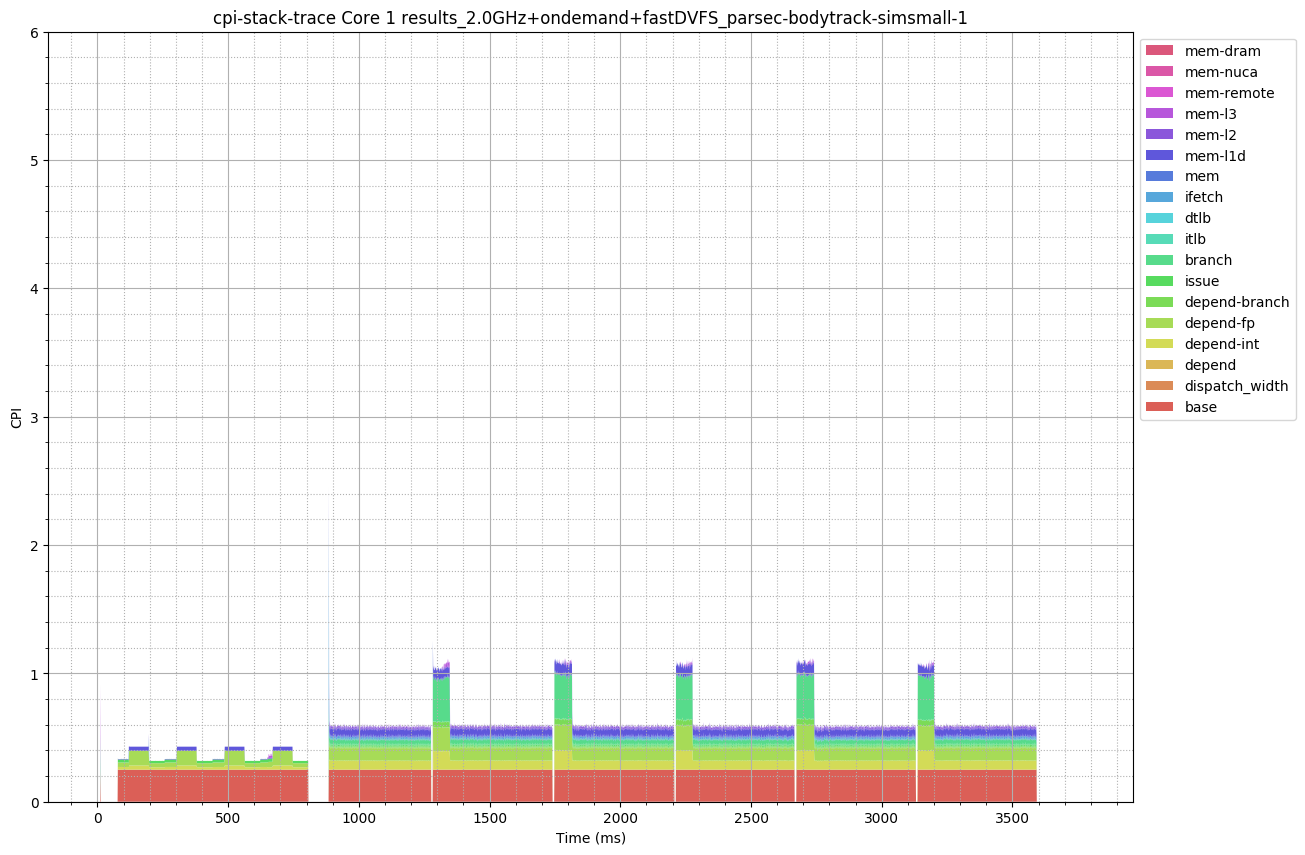 cpi-stack-trace Core 1 results_2.0GHz+ondemand+fastDVFS_parsec-bodytrack-simsmall-1
6
5
4
3
2
1
0
CPI
0
500
1000
1500
2000
2500
3000
3500
Time (ms)
mem-dram
mem-nuca
mem-remote
mem-l3
mem-l2
mem-l1d
mem
ifetch
dtlb
itlb
branch
issue
depend-branch
depend-fp
depend-int
depend
dispatch_width
base